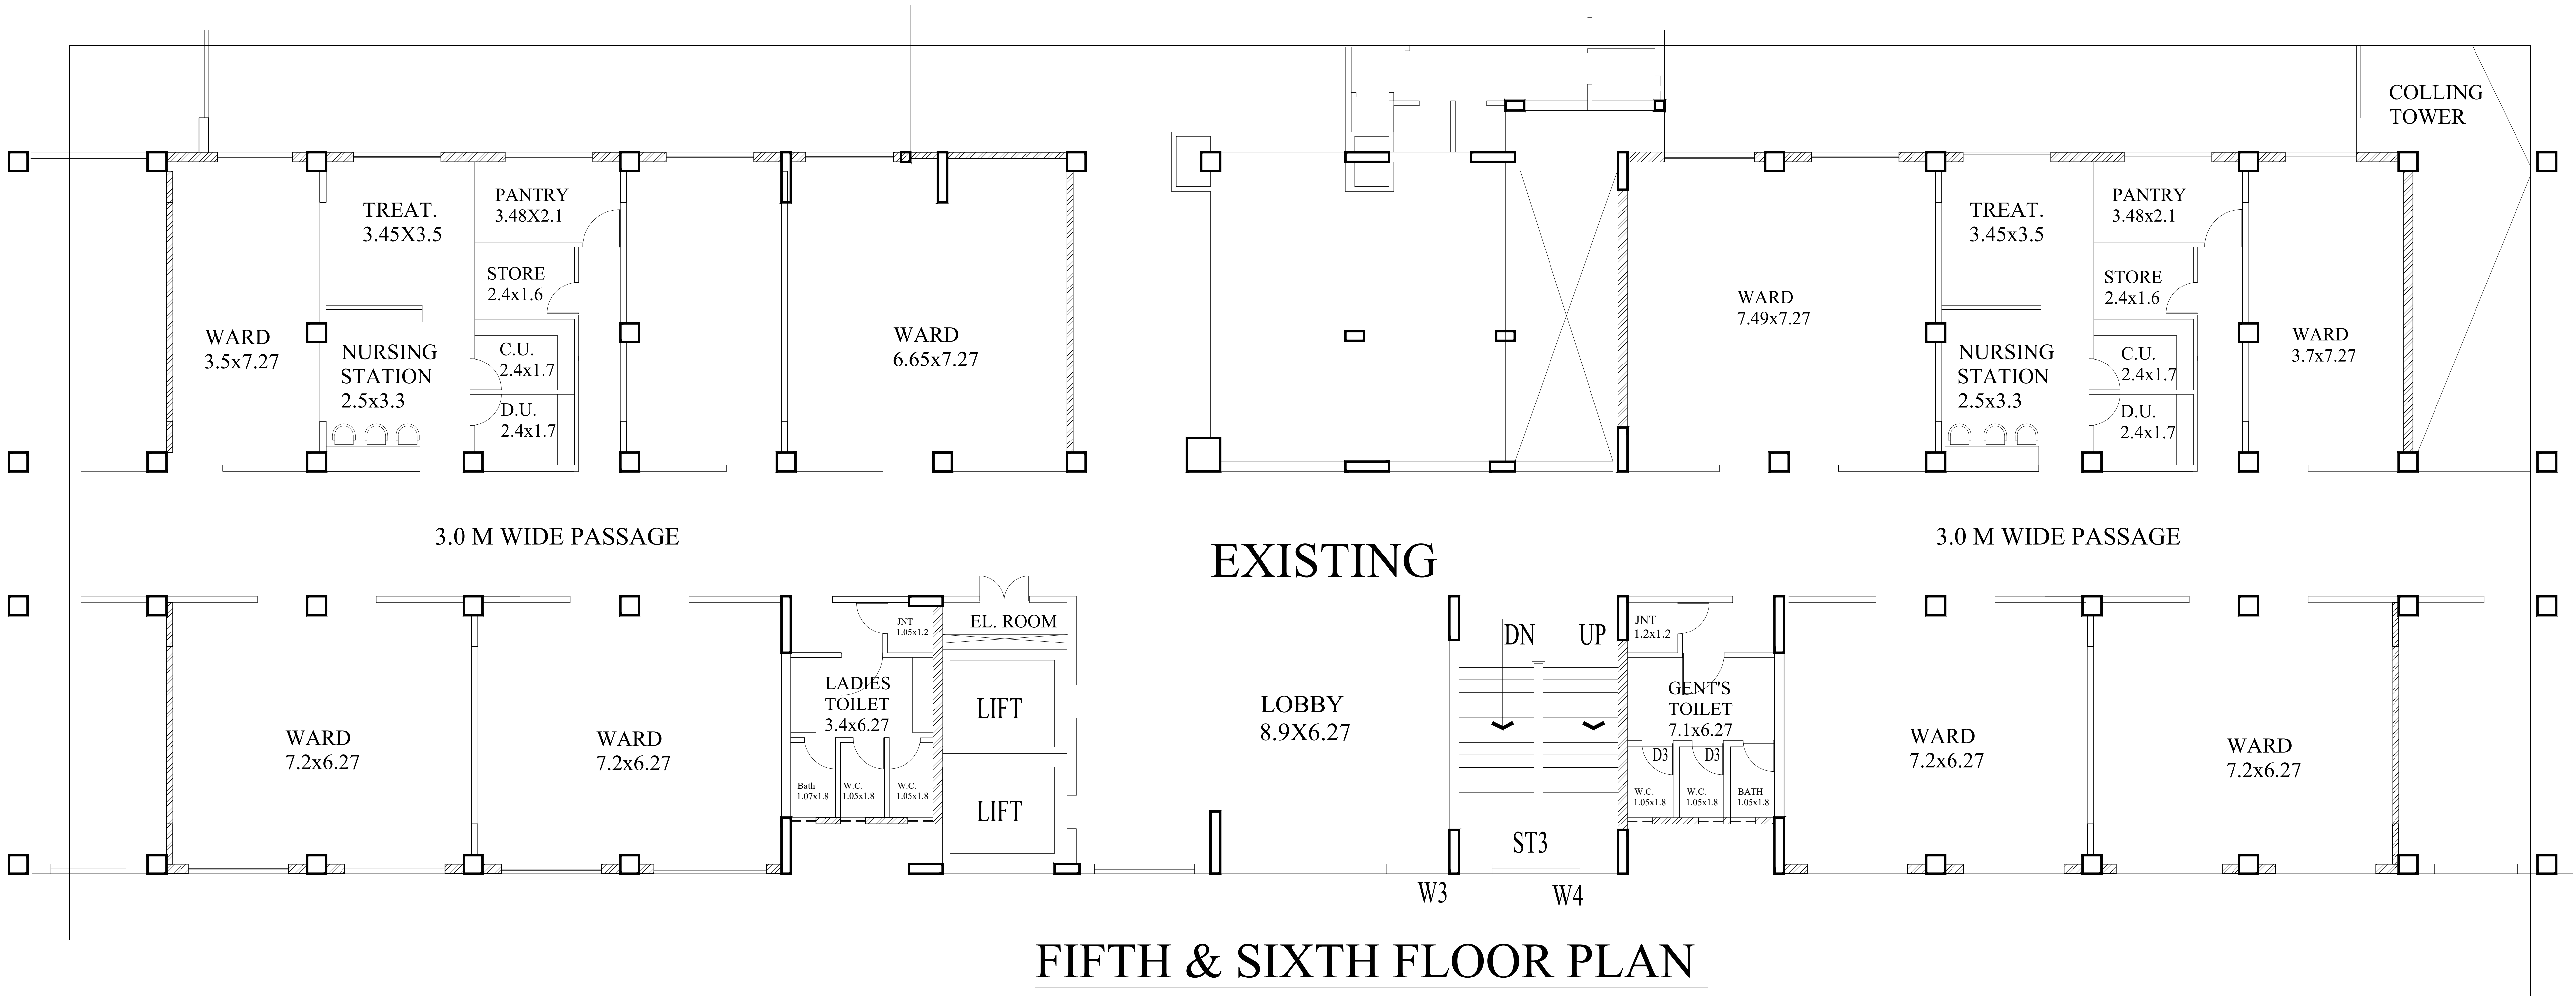 COLLING
TOWER
WARD
3.5x7.27
TREAT.
3.45X3.5
NURSING
STATION
2.5x3.3
PANTRY
3.48X2.1
STORE
2.4x1.6
C.U.
2.4x1.7
D.U.
2.4x1.7
WARD
6.65x7.27
WARD
7.49x7.27
TREAT.
3.45x3.5
NURSING
STATION
2.5x3.3
PANTRY
3.48x2.1
STORE
2.4x1.6
C.U.
2.4x1.7
D.U.
2.4x1.7
WARD
3.7x7.27
3.0 M WIDE PASSAGE
EXISTING
3.0 M WIDE PASSAGE
WARD
7.2x6.27
WARD
7.2x6.27
JNT
1.05x1.2
LADIES
TOILET
3.4x6.27
Bath
1.07x1.8
W.C.
1.05x1.8
W.C.
1.05x1.8
EL. ROOM
LIFT
LIFT
LOBBY
8.9X6.27
DN
UP
ST3
W3
W4
JNT
1.2x1.2
GENT'S
TOILET
7.1x6.27
D3
D3
W.C.
1.05x1.8
W.C.
1.05x1.8
BATH
1.05x1.8
WARD
7.2x6.27
WARD
7.2x6.27
FIFTH & SIXTH FLOOR PLAN